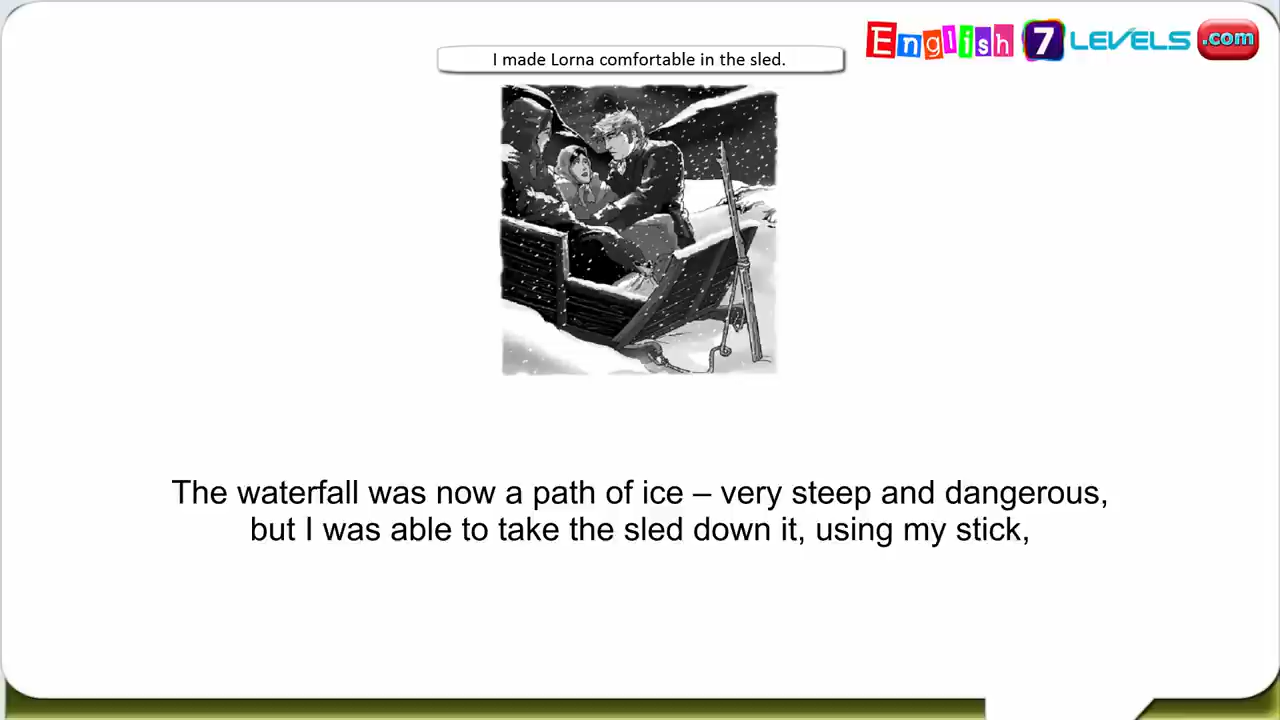 English 7 LEVELS .com
I made Lorna comfortable in the sled.
The waterfall was now a path of ice – very steep and dangerous,
but I was able to take the sled down it, using my stick,